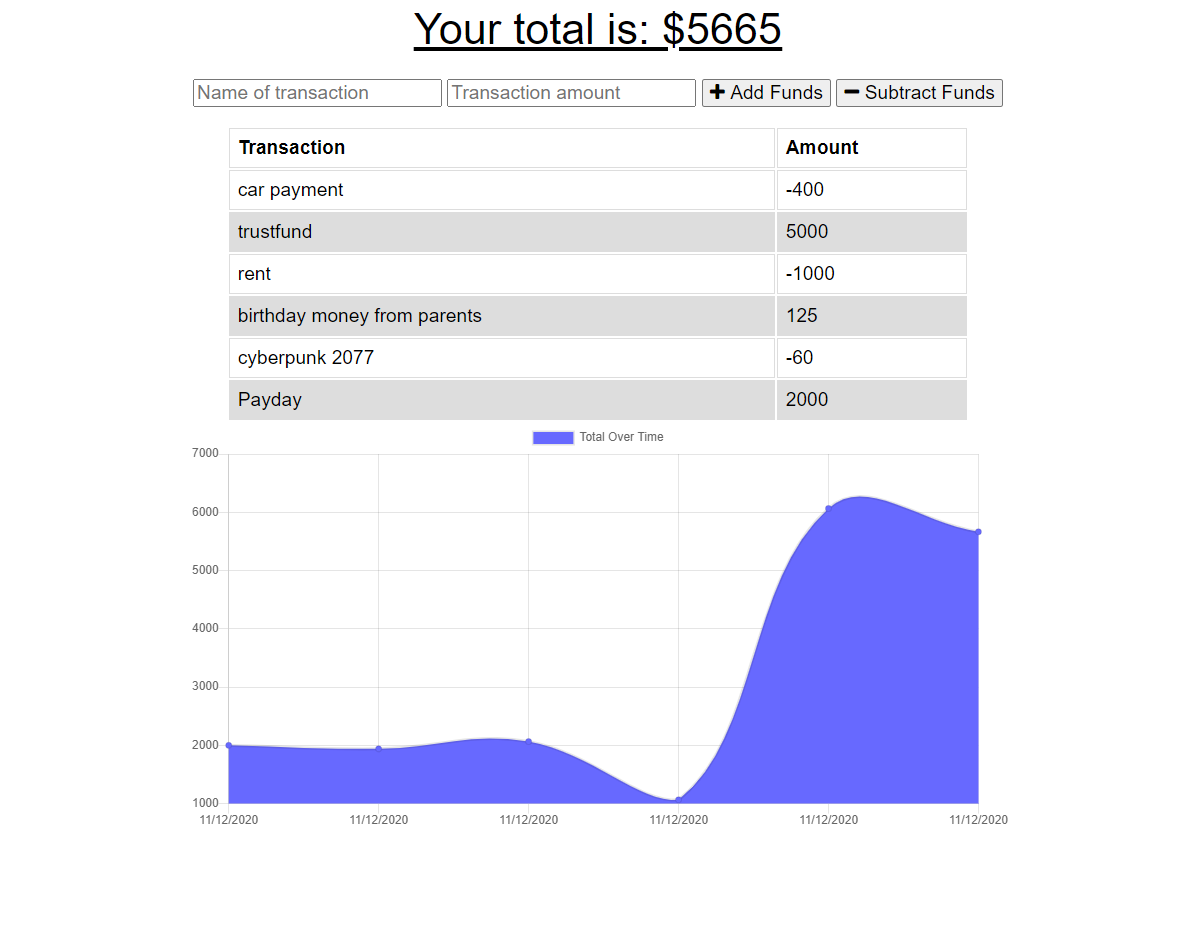 Your total is: $5665
Name of transaction Transaction amount Add Funds Subtract Funds
Transaction Amount
car payment -400
trustfund 5000
rent -1000
birthday money from parents 125
cyberpunk 2077 -60
Payday 2000
Total Over Time
7000
6000
5000
4000
3000
2000
1000
11/12/2020 11/12/2020 11/12/2020 11/12/2020 11/12/2020 11/12/2020